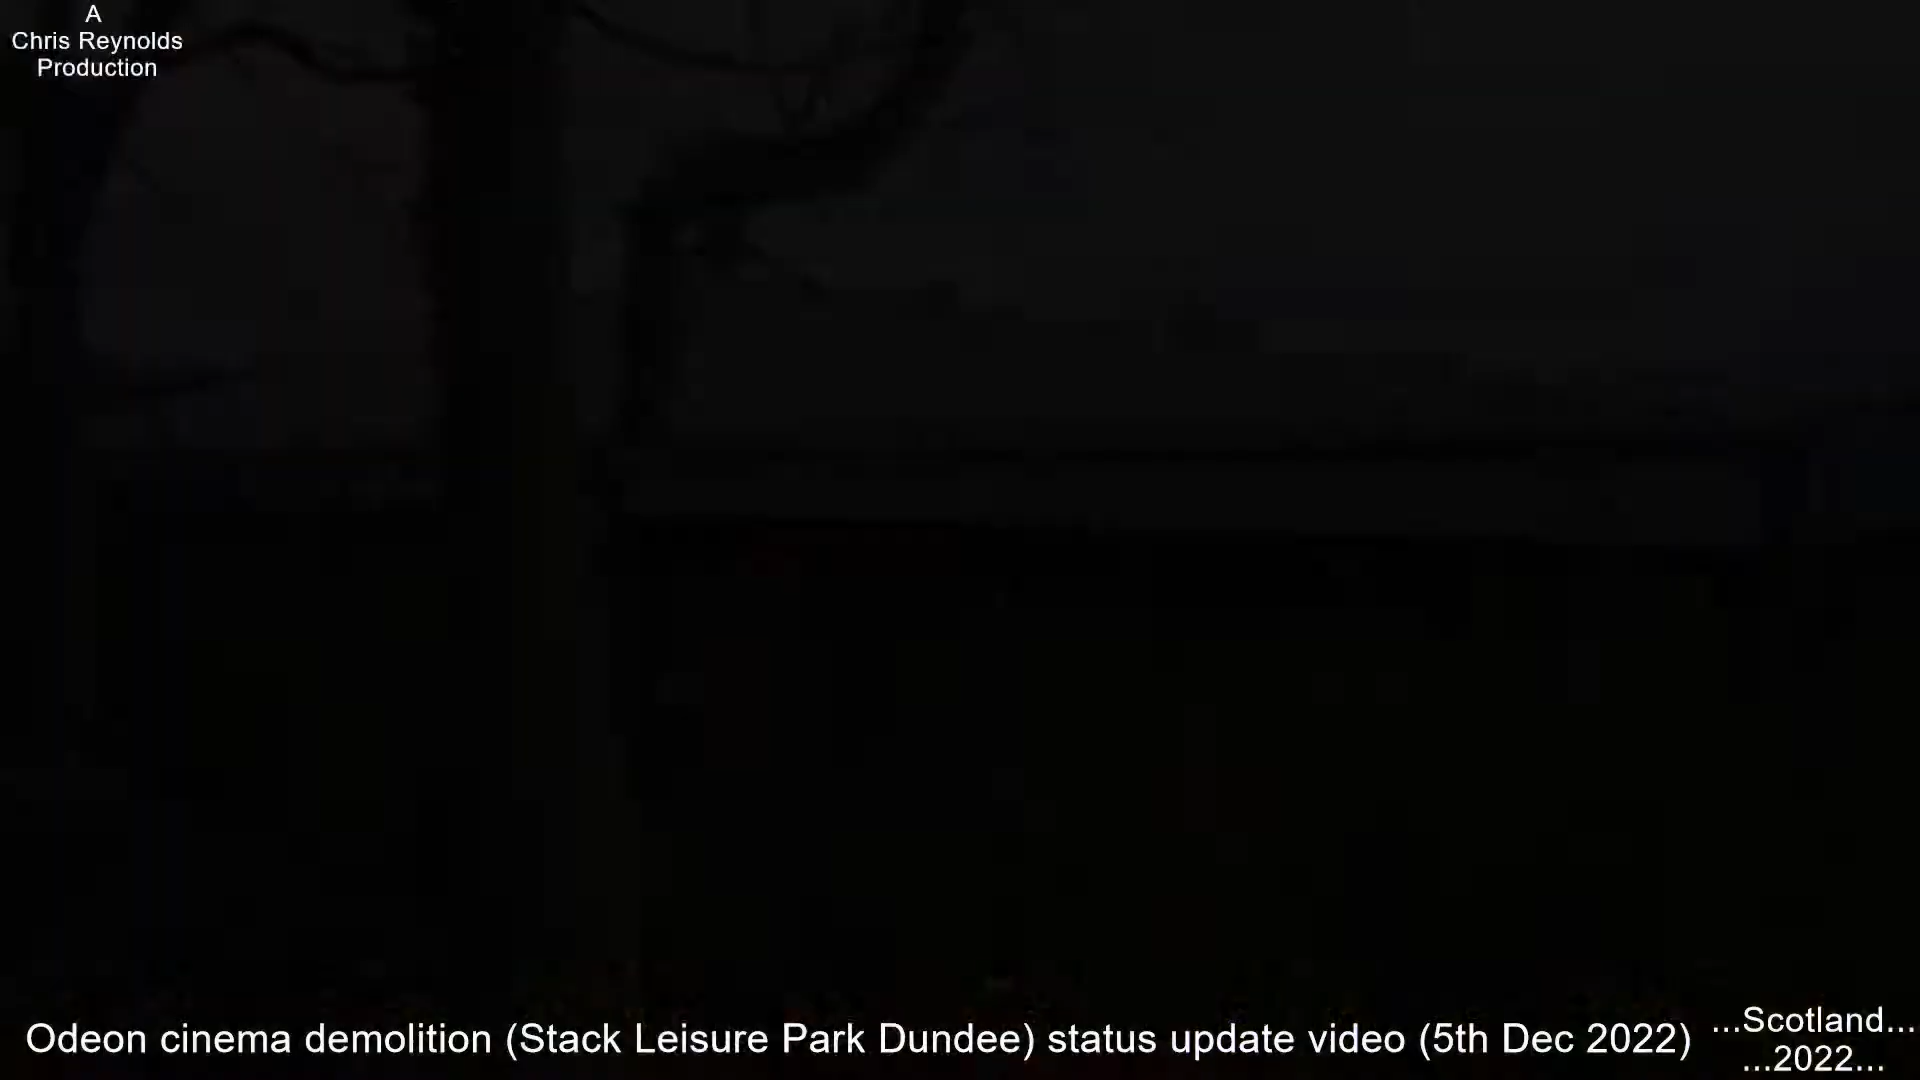 A
Chris Reynolds
Production
Odeon cinema demolition (Stack Leisure Park Dundee) status update video (5th Dec 2022)
...Scotland...
...2022...